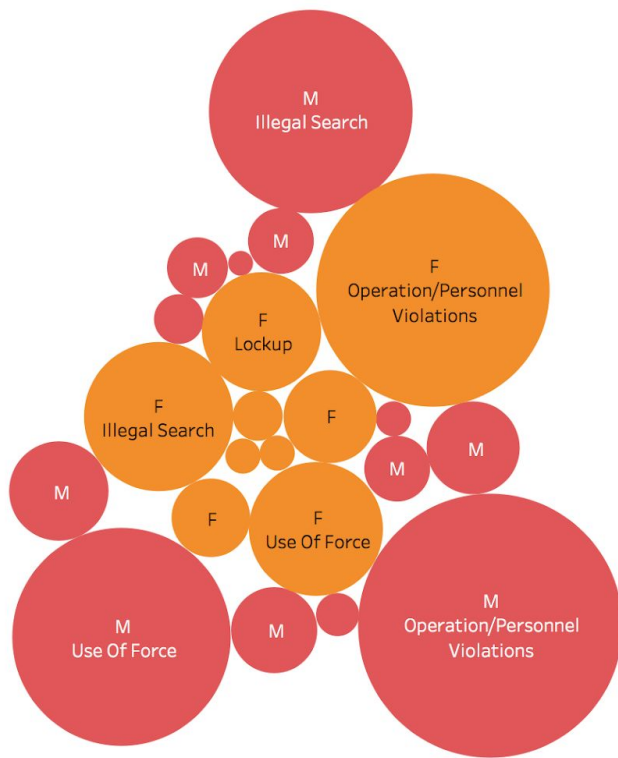 M
Illegal Search
M
M
F
Operation/Personnel
Violations
F
Lockup
F
Illegal Search
F
M
M
M
F
F
Use Of Force
M
Use Of Force
M
M
Operation/Personnel
Violations